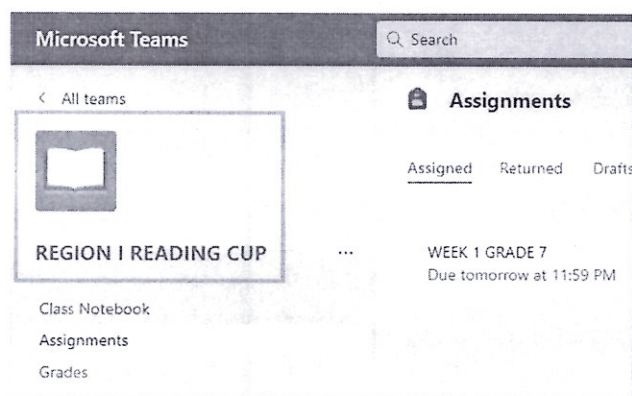 Microsoft Teams
Search
All teams
REGION I READING CUP
...
Class Notebook
Assignments
Grades
Assignments
Assigned Returned Drafts
WEEK 1 GRADE 7
Due tomorrow at 11:59 PM